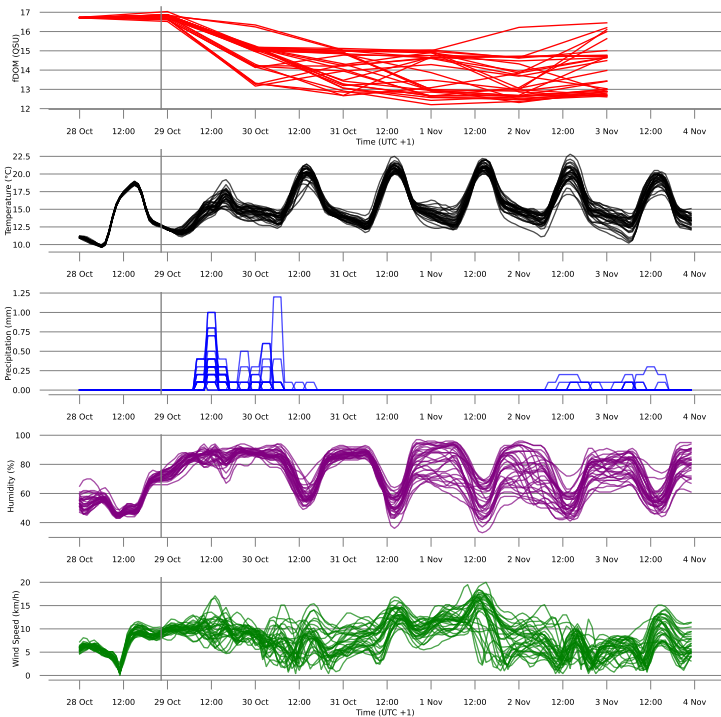 fDOM (QSU)
17
16
15
14
13
12
28 Oct 12:00 29 Oct 12:00 30 Oct 12:00 31 Oct 12:00 1 Nov 12:00 2 Nov 12:00 3 Nov 12:00 4 Nov
Time (UTC +1)
Temperature (°C)
22.5
20.0
17.5
15.0
12.5
10.0
28 Oct 12:00 29 Oct 12:00 30 Oct 12:00 31 Oct 12:00 1 Nov 12:00 2 Nov 12:00 3 Nov 12:00 4 Nov
Precipitation (mm)
1.25
1.00
0.75
0.50
0.25
0.00
28 Oct 12:00 29 Oct 12:00 30 Oct 12:00 31 Oct 12:00 1 Nov 12:00 2 Nov 12:00 3 Nov 12:00 4 Nov
Humidity (%)
100
80
60
40
28 Oct 12:00 29 Oct 12:00 30 Oct 12:00 31 Oct 12:00 1 Nov 12:00 2 Nov 12:00 3 Nov 12:00 4 Nov
Wind Speed (km/h)
20
15
10
5
0
28 Oct 12:00 29 Oct 12:00 30 Oct 12:00 31 Oct 12:00 1 Nov 12:00 2 Nov 12:00 3 Nov 12:00 4 Nov
Time (UTC +1)